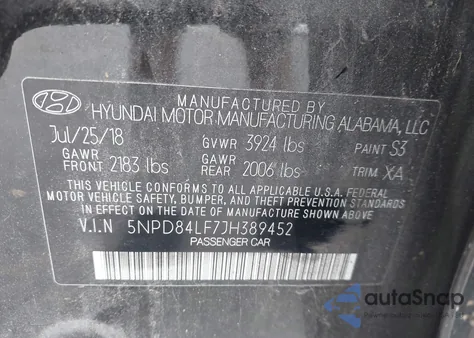 MANUFACTURED BY
HYUNDAI MOTOR MANUFACTURING ALABAMA, LLC
Jul/25/18 GVWR 3924 lbs PAINT S3
GAWR FRONT 2183 lbs GAWR REAR 2006 lbs TRIM XA
THIS VEHICLE CONFORMS TO ALL APPLICABLE U.S.A. FEDERAL
MOTOR VEHICLE SAFETY, BUMPER, AND THEFT PREVENTION STANDARDS
IN EFFECT ON THE DATE OF MANUFACTURE SHOWN ABOVE
V.I.N 5NPD84LF7JH389452
PASSENGER CAR
autoSnap